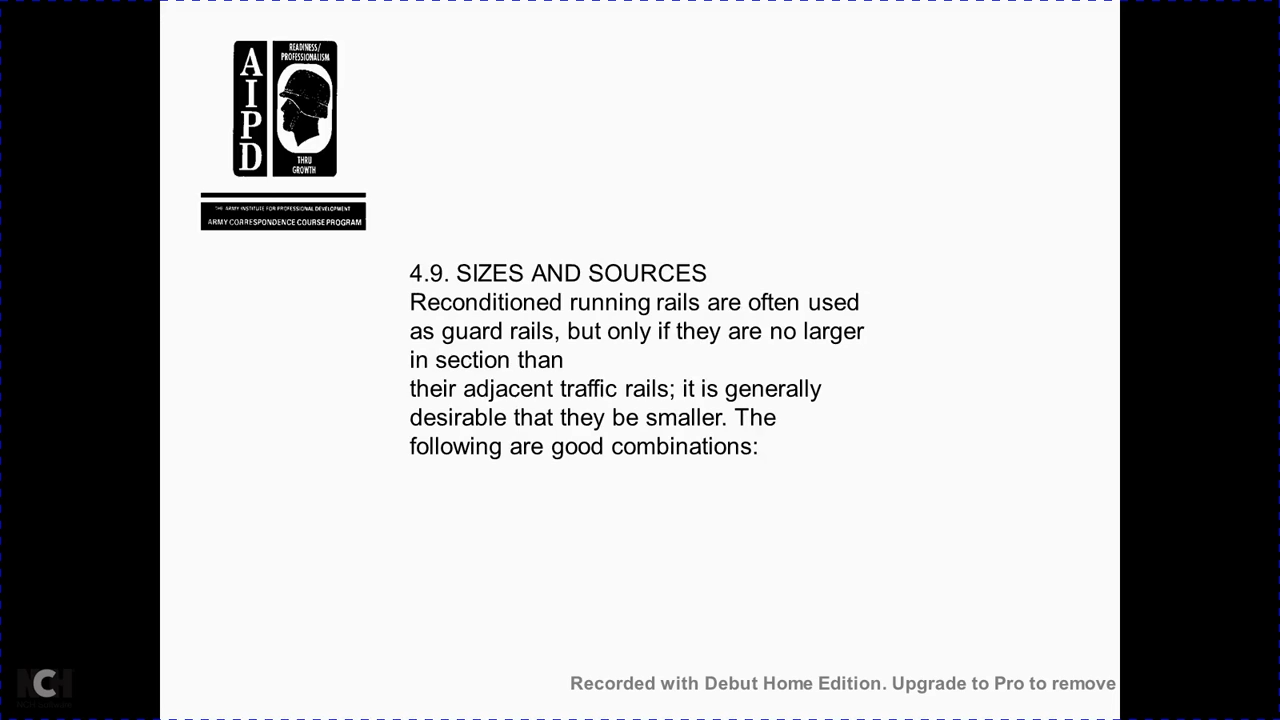 AIPD
READINESS/
PROFESSIONALISM
THRU
GROWTH
THE ARMY INSTITUTE FOR PROFESSIONAL DEVELOPMENT
ARMY CORRESPONDENCE COURSE PROGRAM
4.9. SIZES AND SOURCES
Reconditioned running rails are often used
as guard rails, but only if they are no larger
in section than
their adjacent traffic rails; it is generally
desirable that they be smaller. The
following are good combinations:
NCH
Recorded with Debut Home Edition. Upgrade to Pro to remove